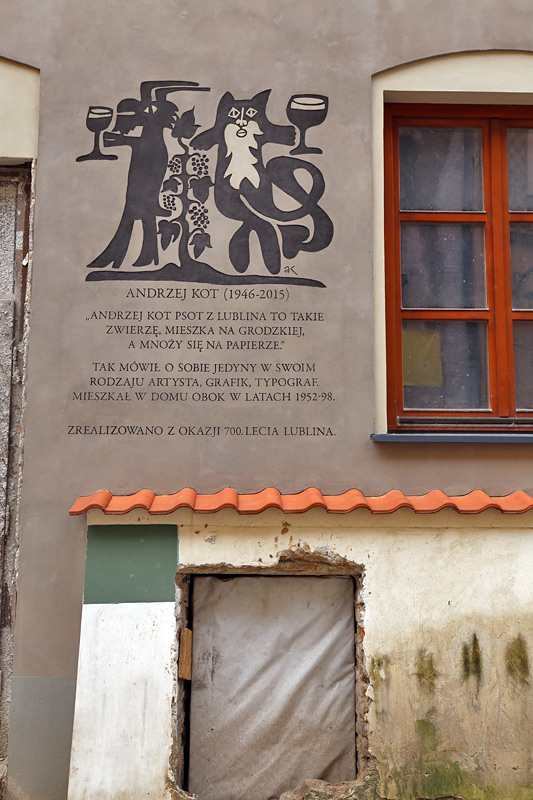 AK
ANDRZEJ KOT (1946-2015)
„ANDRZEJ KOT PSOT Z LUBLINA TO TAKIE
ZWIERZĘ, MIESZKA NA GRODZKIEJ,
A MNOŻY SIĘ NA PAPIERZE.”
TAK MÓWIŁ O SOBIE JEDYNY W SWOIM
RODZAJU ARTYSTA, GRAFIK, TYPOGRAF.
MIESZKAŁ W DOMU OBOK W LATACH 1952-98.
ZREALIZOWANO Z OKAZJI 700. LECIA LUBLINA.